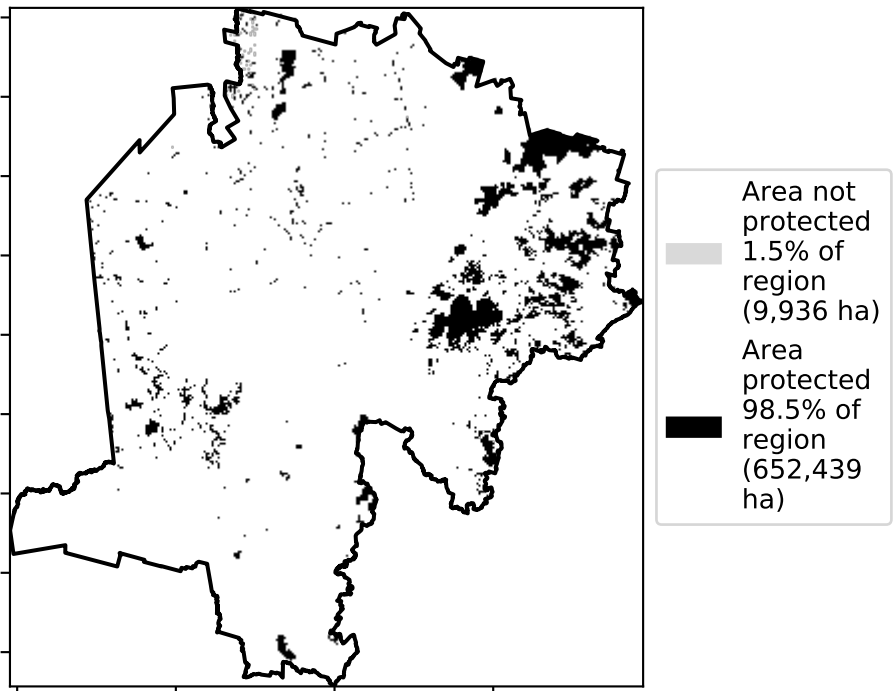 Area not
protected
1.5% of
region
(9,936 ha)
Area
protected
98.5% of
region
(652,439
ha)